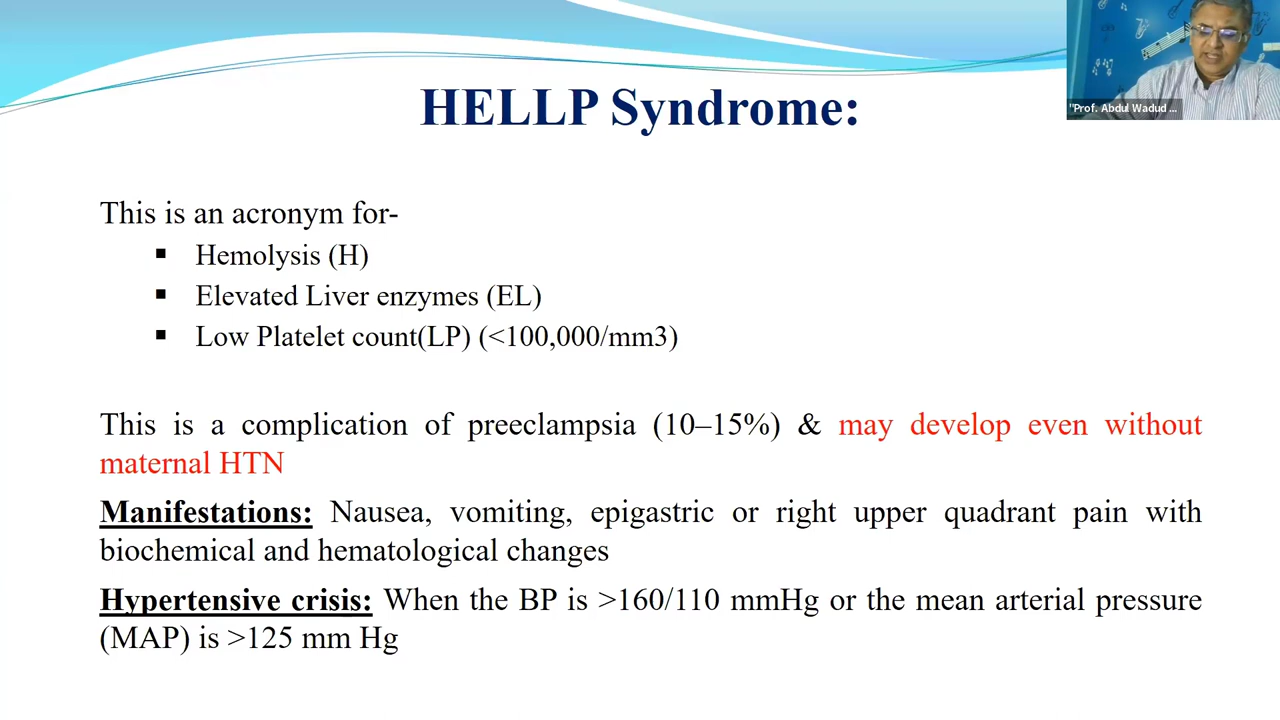 HELLP Syndrome:
"Prof. Abdul Wadud ...
This is an acronym for-
▪ Hemolysis (H)
▪ Elevated Liver enzymes (EL)
▪ Low Platelet count(LP) (<100,000/mm3)
This is a complication of preeclampsia (10–15%) & may develop even without
maternal HTN
Manifestations: Nausea, vomiting, epigastric or right upper quadrant pain with
biochemical and hematological changes
Hypertensive crisis: When the BP is >160/110 mmHg or the mean arterial pressure
(MAP) is >125 mm Hg